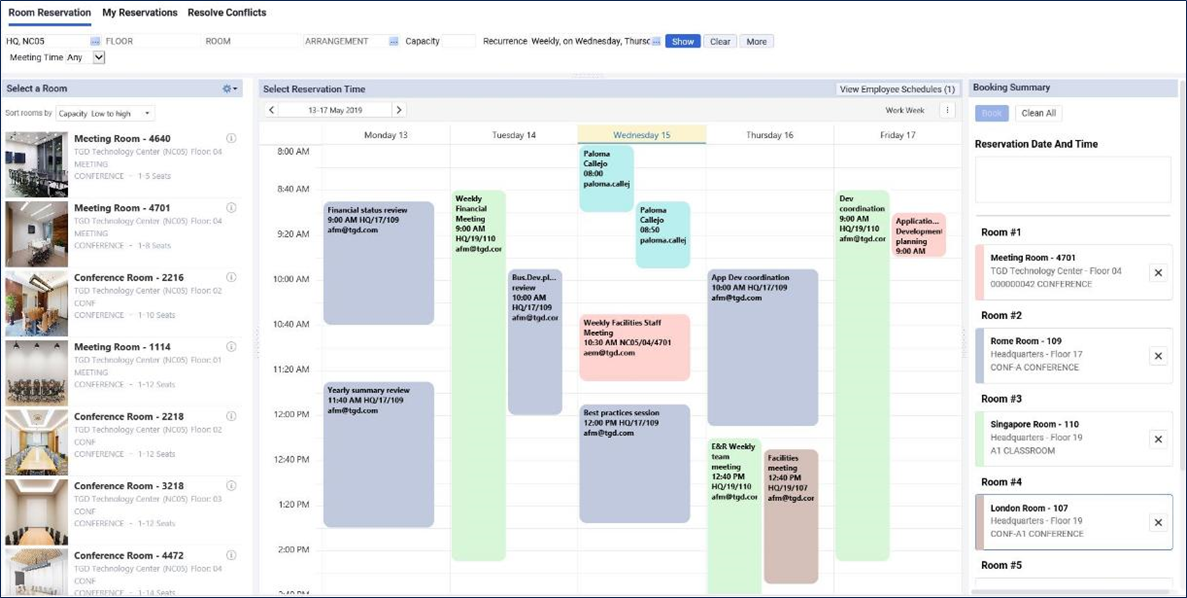 Room Reservation My Reservations Resolve Conflicts
HQ, NC05 FLOOR ROOM ARRANGEMENT Capacity Recurrence Weekly, on Wednesday, Thursc Show Clear More
Meeting Time Any
Select a Room
Sort rooms by Capacity Low to high
Meeting Room - 4640
TGD Technology Center (NC05) Floor: 04
MEETING
CONFERENCE - 1-5 Seats
Meeting Room - 4701
TGD Technology Center (NC05) Floor: 04
MEETING
CONFERENCE - 1-8 Seats
Conference Room - 2216
TGD Technology Center (NC05) Floor: 02
CONF
CONFERENCE - 1-10 Seats
Meeting Room - 1114
TGD Technology Center (NC05) Floor: 01
MEETING
CONFERENCE - 1-12 Seats
Conference Room - 2218
TGD Technology Center (NC05) Floor: 02
CONF
CONFERENCE - 1-12 Seats
Conference Room - 3218
TGD Technology Center (NC05) Floor: 03
CONF
CONFERENCE - 1-12 Seats
Conference Room - 4472
TGD Technology Center (NC05) Floor: 04
CONF
CONFERENCE - 1-14 Seats
Select Reservation Time View Employee Schedules (1)
13-17 May 2019 Work Week
Monday 13 Tuesday 14 Wednesday 15 Thursday 16 Friday 17
8:00 AM
8:40 AM
9:20 AM
10:00 AM
10:40 AM
11:20 AM
12:00 PM
12:40 PM
1:20 PM
2:00 PM
Financial status review
9:00 AM HQ/17/109
afm@tgd.com
Yearly summary review
11:40 AM HQ/17/109
afm@tgd.com
Weekly
Financial
Meeting
9:00 AM
HQ/19/110
afm@tgd.cor
Bus.Dev.pl...
review
10:00 AM
HQ/17/109
afm@tgd.cor
Paloma
Callejo
08:00
paloma.callej
Paloma
Callejo
08:50
paloma.callej
Weekly Facilities Staff
Meeting
10:30 AM NC05/04/4701
aem@tgd.com
Best practices session
12:00 PM HQ/17/109
afm@tgd.com
App Dev coordination
10:00 AM HQ/17/109
afm@tgd.com
E&R Weekly
team
meeting
12:40 PM
HQ/19/110
afm@tgd.cor
Facilities
meeting
12:40 PM
HQ/19/107
afm@tgd.cor
Dev
coordination
9:00 AM
HQ/19/110
afm@tgd.cor
Applicatio...
Development
planning
9:00 AM
Booking Summary
Book Clean All
Reservation Date And Time
Room #1
Meeting Room - 4701
TGD Technology Center - Floor 04
000000042 CONFERENCE
Room #2
Rome Room - 109
Headquarters - Floor 17
CONF-A CONFERENCE
Room #3
Singapore Room - 110
Headquarters - Floor 19
A1 CLASSROOM
Room #4
London Room - 107
Headquarters - Floor 19
CONF-A1 CONFERENCE
Room #5